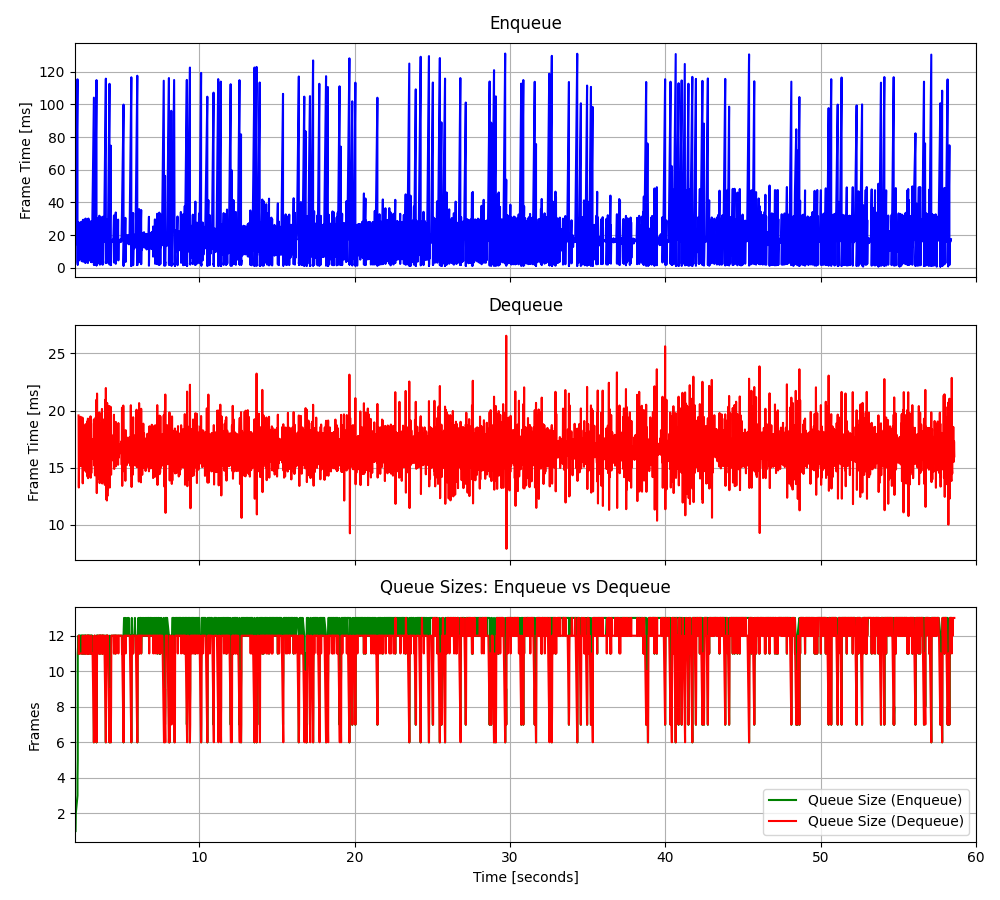 Enqueue
120
100
80
60
40
20
0
Frame Time [ms]
Dequeue
25
20
15
10
Frame Time [ms]
Queue Sizes: Enqueue vs Dequeue
12
10
8
6
4
2
Frames
Queue Size (Enqueue)
Queue Size (Dequeue)
10 20 30 40 50 60
Time [seconds]